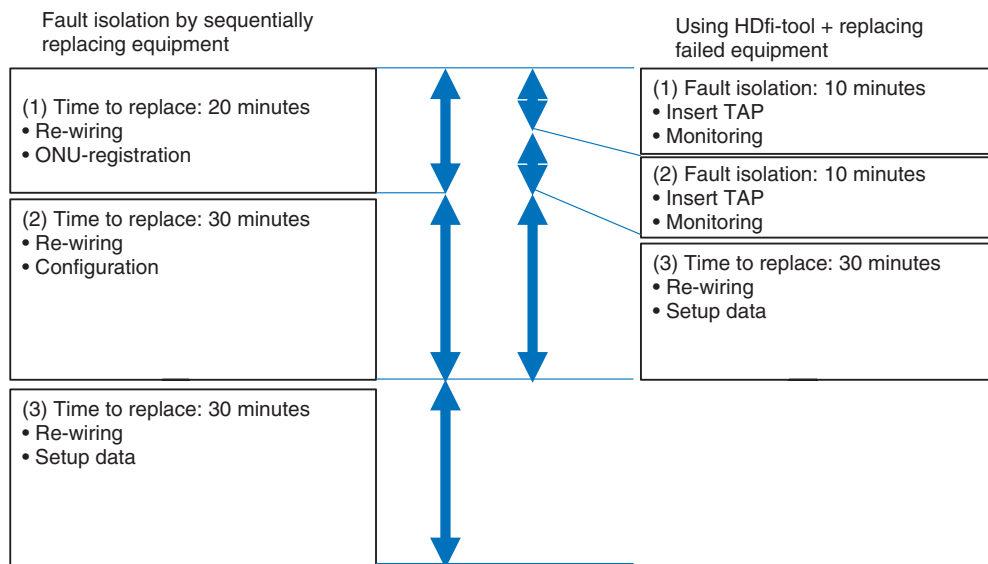 Fault isolation by sequentially
replacing equipment
(1) Time to replace: 20 minutes
• Re-wiring
• ONU-registration
(2) Time to replace: 30 minutes
• Re-wiring
• Configuration
(3) Time to replace: 30 minutes
• Re-wiring
• Setup data
Using HDfi-tool + replacing
failed equipment
(1) Fault isolation: 10 minutes
• Insert TAP
• Monitoring
(2) Fault isolation: 10 minutes
• Insert TAP
• Monitoring
(3) Time to replace: 30 minutes
• Re-wiring
• Setup data